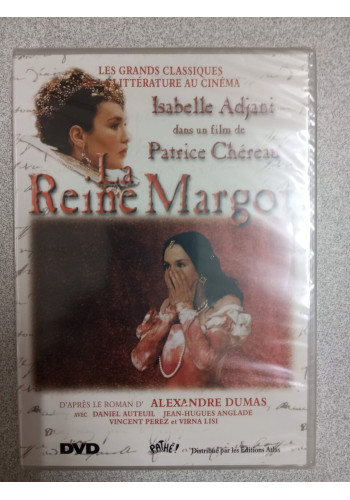 LES GRANDS CLASSIQUES
LITTÉRATURE AU CINÉMA
Isabelle Adjani
dans un film de
Patrice Chéreau
La
Reine Margot
D'APRÈS LE ROMAN D' ALEXANDRE DUMAS
AVEC DANIEL AUTEUIL JEAN-HUGUES ANGLADE
VINCENT PEREZ ET VIRNA LISI
DVD
PATHÉ!
Distribué par les Editions Atlas